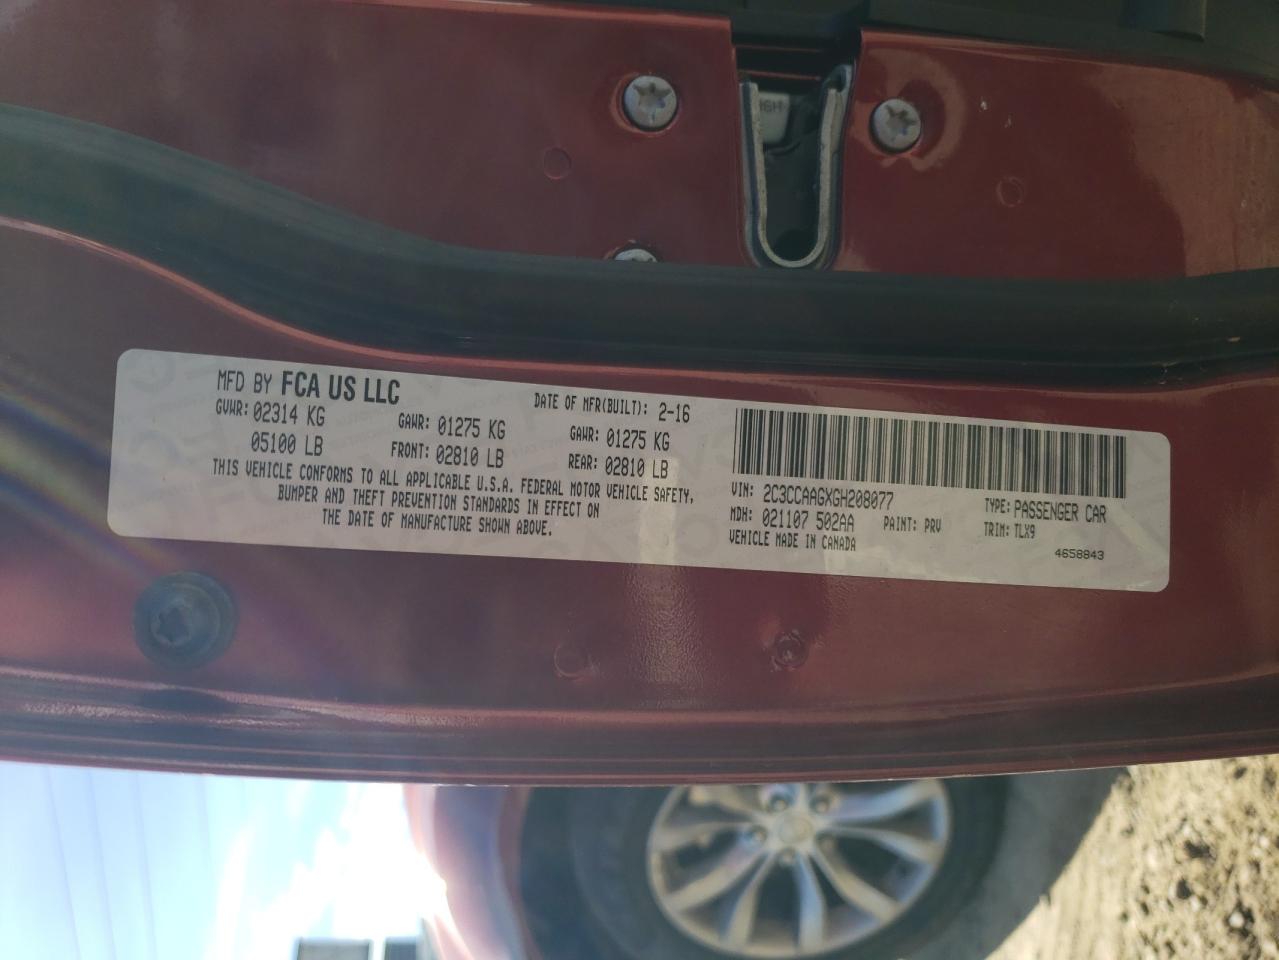 MFD BY FCA US LLC
DATE OF MFR(BUILT): 2-16
GVWR: 02314 KG
GAWR: 01275 KG
GAWR: 01275 KG
05100 LB
FRONT: 02810 LB
REAR: 02810 LB
THIS VEHICLE CONFORMS TO ALL APPLICABLE U.S.A. FEDERAL MOTOR VEHICLE SAFETY,
BUMPER AND THEFT PREVENTION STANDARDS IN EFFECT ON
THE DATE OF MANUFACTURE SHOWN ABOVE.
VIN: 2C3CCAAGXGH208077
TYPE: PASSENGER CAR
MDH: 021107 502AA
PAINT: PRV
TRIM: TLX9
VEHICLE MADE IN CANADA
4658843